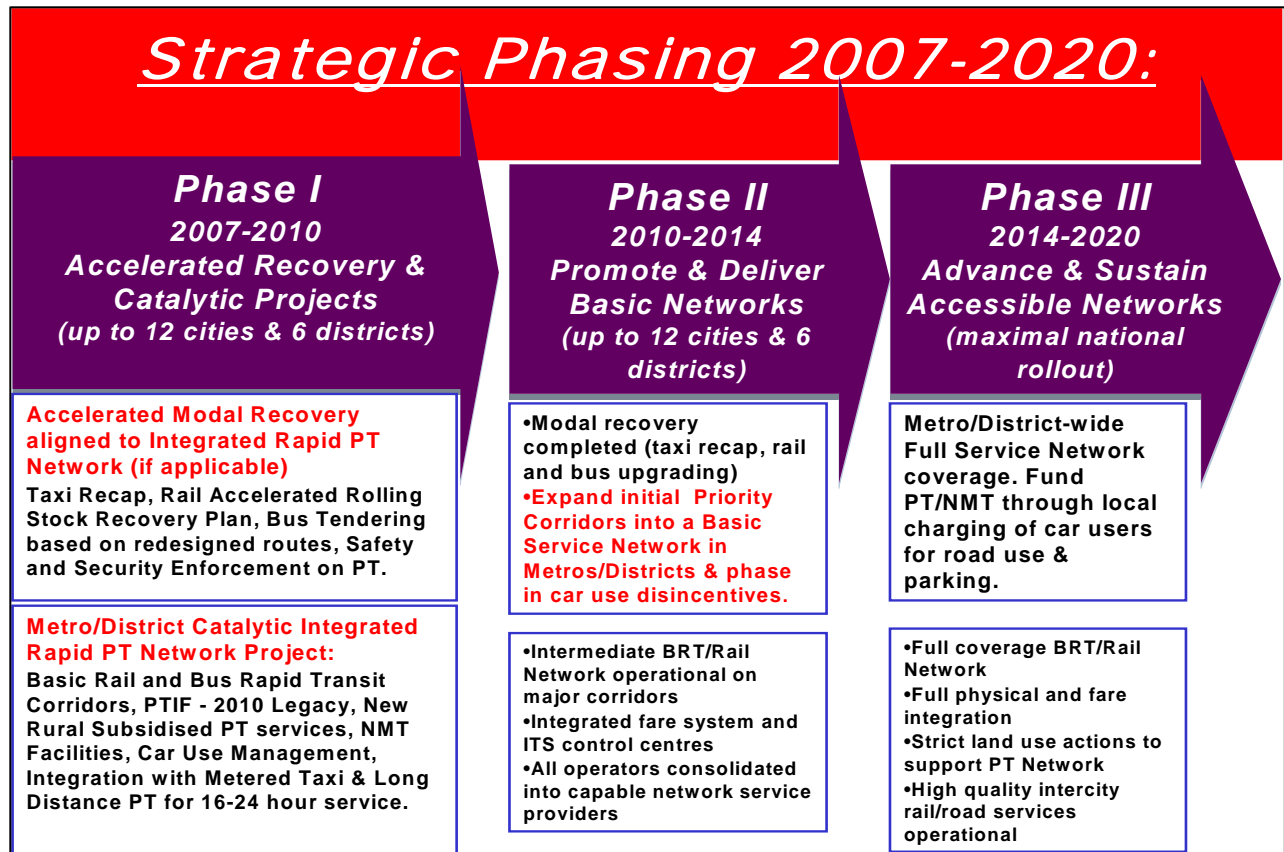 Strategic Phasing 2007-2020:
Phase I
2007-2010
Accelerated Recovery &
Catalytic Projects
(up to 12 cities & 6 districts)
Accelerated Modal Recovery
aligned to Integrated Rapid PT
Network (if applicable)
Taxi Recap, Rail Accelerated Rolling
Stock Recovery Plan, Bus Tendering
based on redesigned routes, Safety
and Security Enforcement on PT.
Metro/District Catalytic Integrated
Rapid PT Network Project:
Basic Rail and Bus Rapid Transit
Corridors, PTIF - 2010 Legacy, New
Rural Subsidised PT services, NMT
Facilities, Car Use Management,
Integration with Metered Taxi & Long
Distance PT for 16-24 hour service.
Phase II
2010-2014
Promote & Deliver
Basic Networks
(up to 12 cities & 6
districts)
•Modal recovery
completed (taxi recap, rail
and bus upgrading)
•Expand initial Priority
Corridors into a Basic
Service Network in
Metros/Districts & phase
in car use disincentives.
•Intermediate BRT/Rail
Network operational on
major corridors
•Integrated fare system and
ITS control centres
•All operators consolidated
into capable network service
providers
Phase III
2014-2020
Advance & Sustain
Accessible Networks
(maximal national
rollout)
Metro/District-wide
Full Service Network
coverage. Fund
PT/NMT through local
charging of car users
for road use &
parking.
•Full coverage BRT/Rail
Network
•Full physical and fare
integration
•Strict land use actions to
support PT Network
•High quality intercity
rail/road services
operational